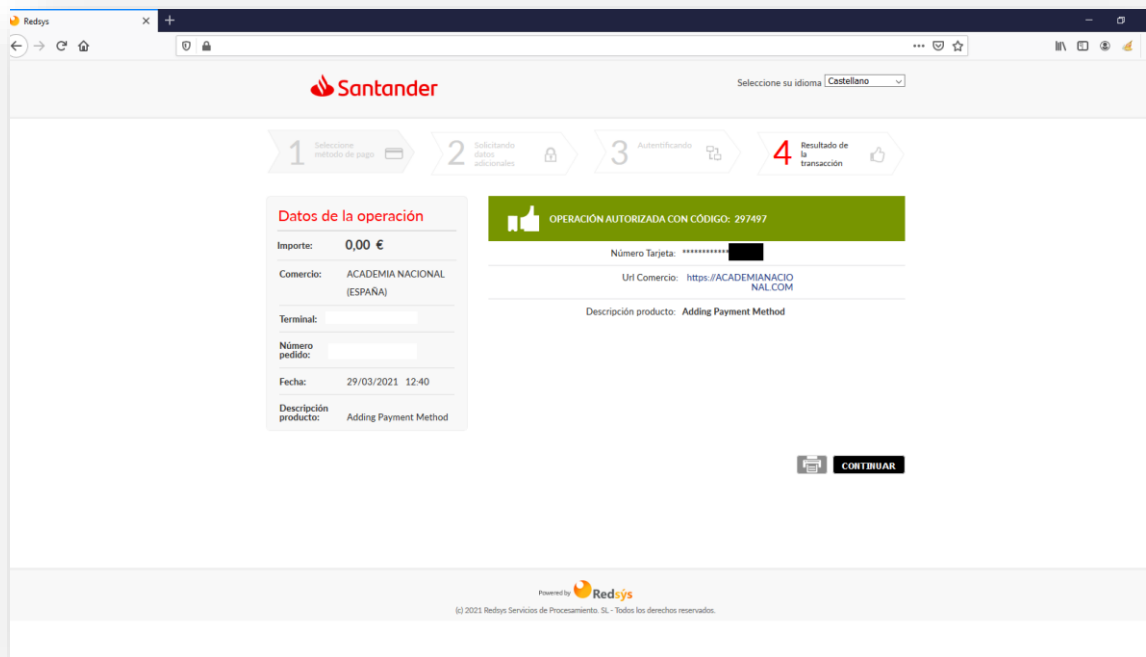 Redsys
Santander
Seleccione su idioma Castellano
1 Seleccione método de pago
2 Solicitando datos adicionales
3 Autentificando
4 Resultado de la transacción
Datos de la operación
Importe: 0,00 €
Comercio: ACADEMIA NACIONAL
(ESPAÑA)
Terminal:
Número
pedido:
Fecha: 29/03/2021 12:40
Descripción
producto: Adding Payment Method
OPERACIÓN AUTORIZADA CON CÓDIGO: 297497
Número Tarjeta: ************
Url Comercio: https://ACADEMIANACIO
NAL.COM
Descripción producto: Adding Payment Method
CONTINUAR
Powered by Redsýs
(c) 2021 Redsys Servicios de Procesamiento. SL - Todos los derechos reservados.